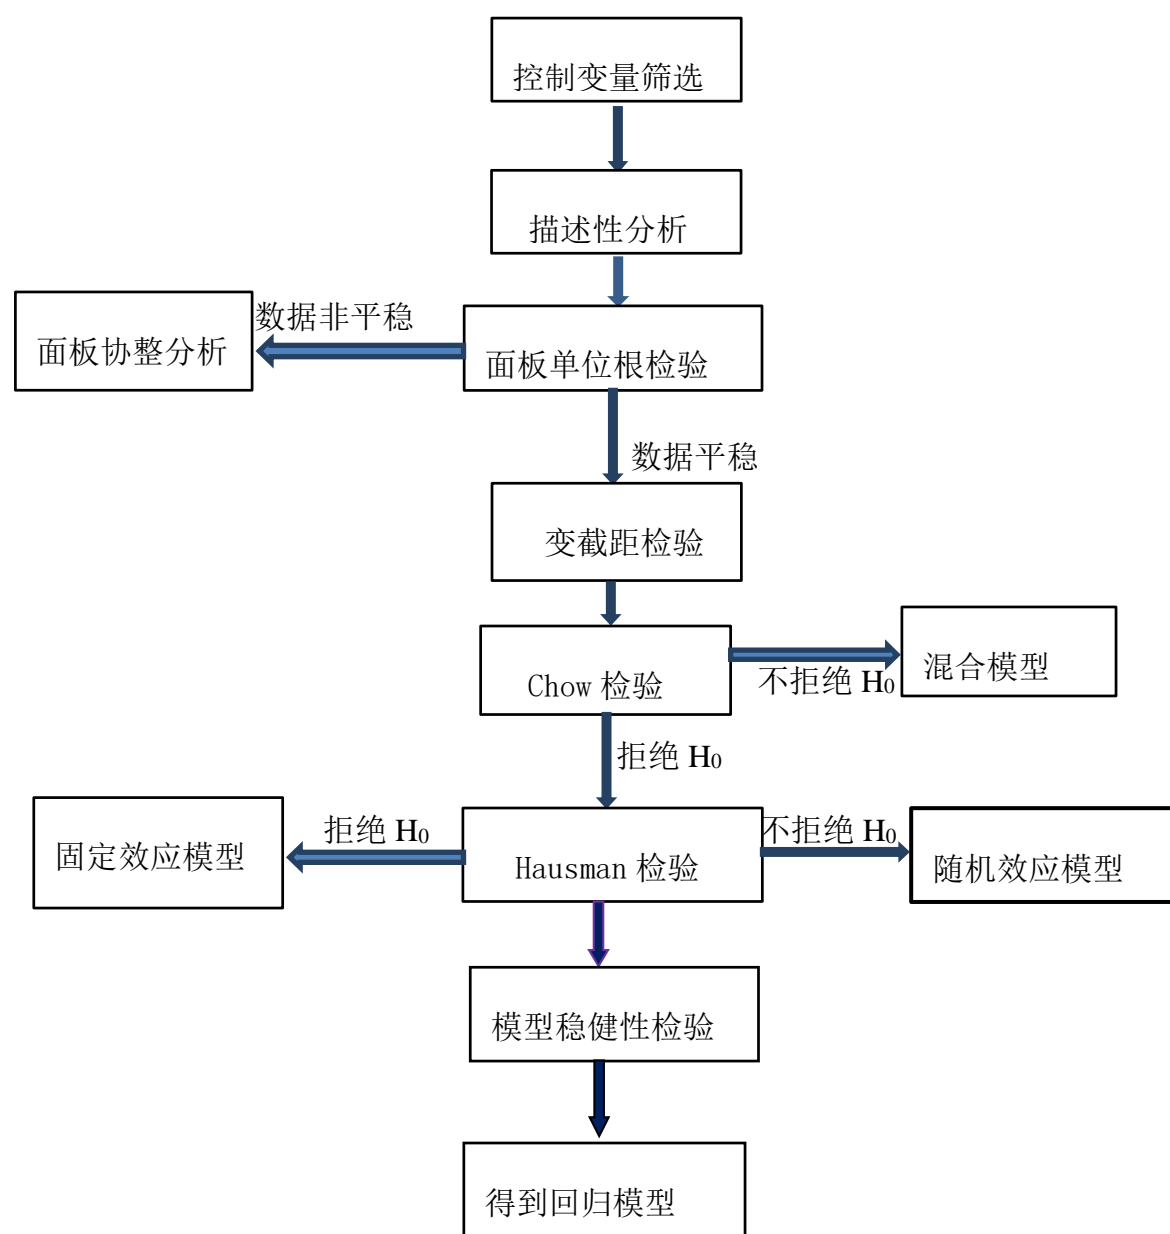 控制变量筛选
描述性分析
数据非平稳
面板协整分析
面板单位根检验
数据平稳
变截距检验
Chow 检验
不拒绝 H₀
混合模型
拒绝 H₀
拒绝 H₀
不拒绝 H₀
固定效应模型
Hausman 检验
随机效应模型
模型稳健性检验
得到回归模型